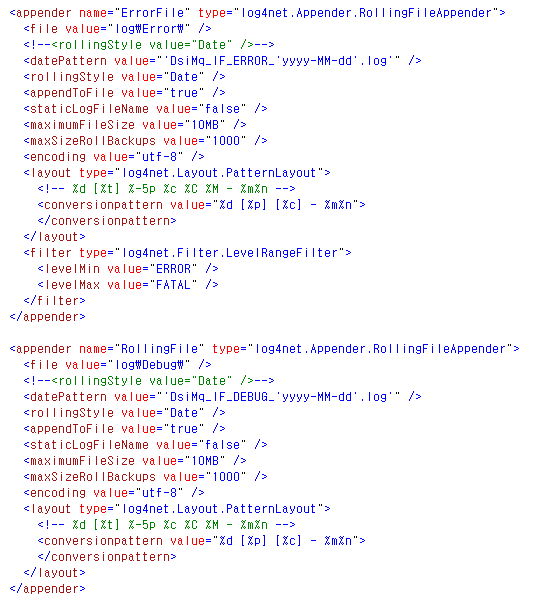 <appender name="ErrorFile" type="log4net.Appender.RollingFileAppender">
<file value="log₩Error₩" />
<!--<rollingStyle value="Date" />-->
<datePattern value="'DsiMq_IF_ERROR_'yyyy-MM-dd'.log'" />
<rollingStyle value="Date" />
<appendToFile value="true" />
<staticLogFileName value="false" />
<maximumFileSize value="10MB" />
<maxSizeRollBackups value="1000" />
<encoding value="utf-8" />
<layout type="log4net.Layout.PatternLayout">
<!-- %d [%t] %-5p %c %C %M - %m%n -->
<conversionpattern value="%d [%p] [%c] - %m%n">
</conversionpattern>
</layout>
<filter type="log4net.Filter.LevelRangeFilter">
<levelMin value="ERROR" />
<levelMax value="FATAL" />
</filter>
</appender>
<appender name="RollingFile" type="log4net.Appender.RollingFileAppender">
<file value="log₩Debug₩" />
<!--<rollingStyle value="Date" />-->
<datePattern value="'DsiMq_IF_DEBUG_'yyyy-MM-dd'.log'" />
<rollingStyle value="Date" />
<appendToFile value="true" />
<staticLogFileName value="false" />
<maximumFileSize value="10MB" />
<maxSizeRollBackups value="1000" />
<encoding value="utf-8" />
<layout type="log4net.Layout.PatternLayout">
<!-- %d [%t] %-5p %c %C %M - %m%n -->
<conversionpattern value="%d [%p] [%c] - %m%n">
</conversionpattern>
</layout>
</appender>